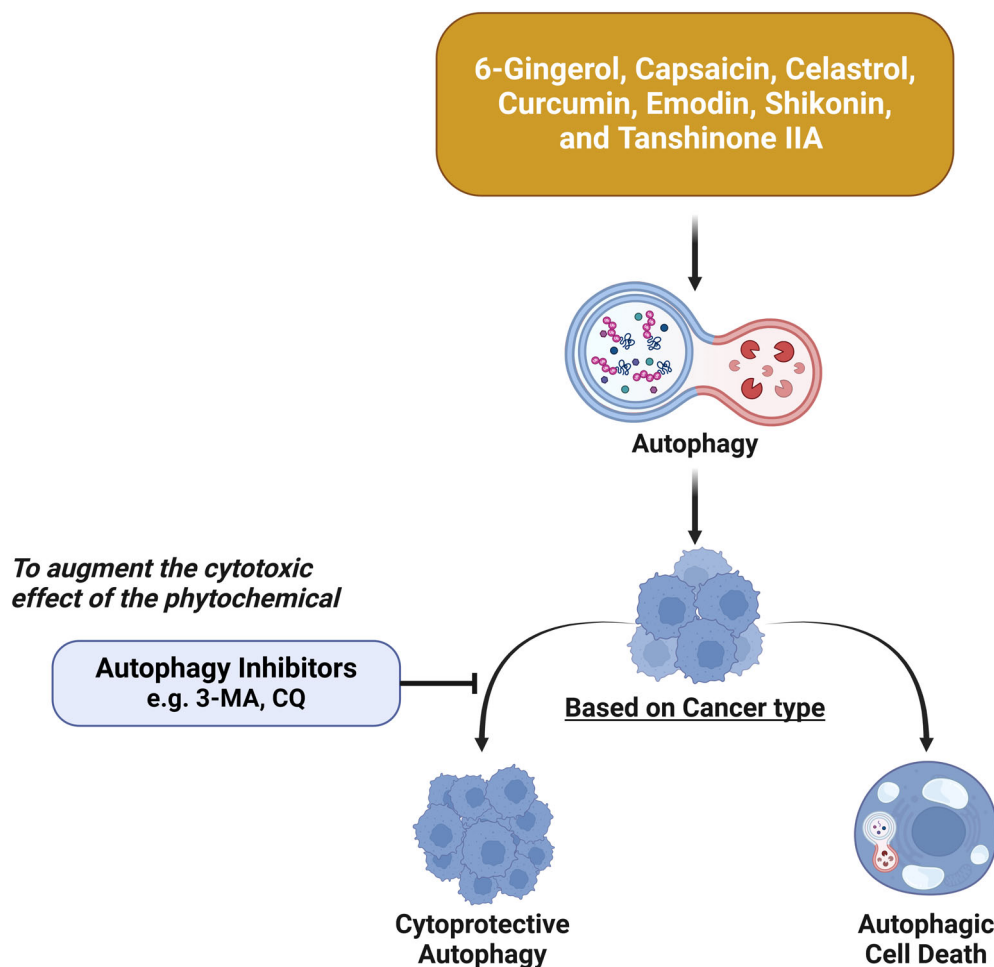 6-Gingerol, Capsaicin, Celastrol,
Curcumin, Emodin, Shikonin,
and Tanshinone IIA
Autophagy
To augment the cytotoxic
effect of the phytochemical
Autophagy Inhibitors
e.g. 3-MA, CQ
Based on Cancer type
Cytoprotective
Autophagy
Autophagic
Cell Death